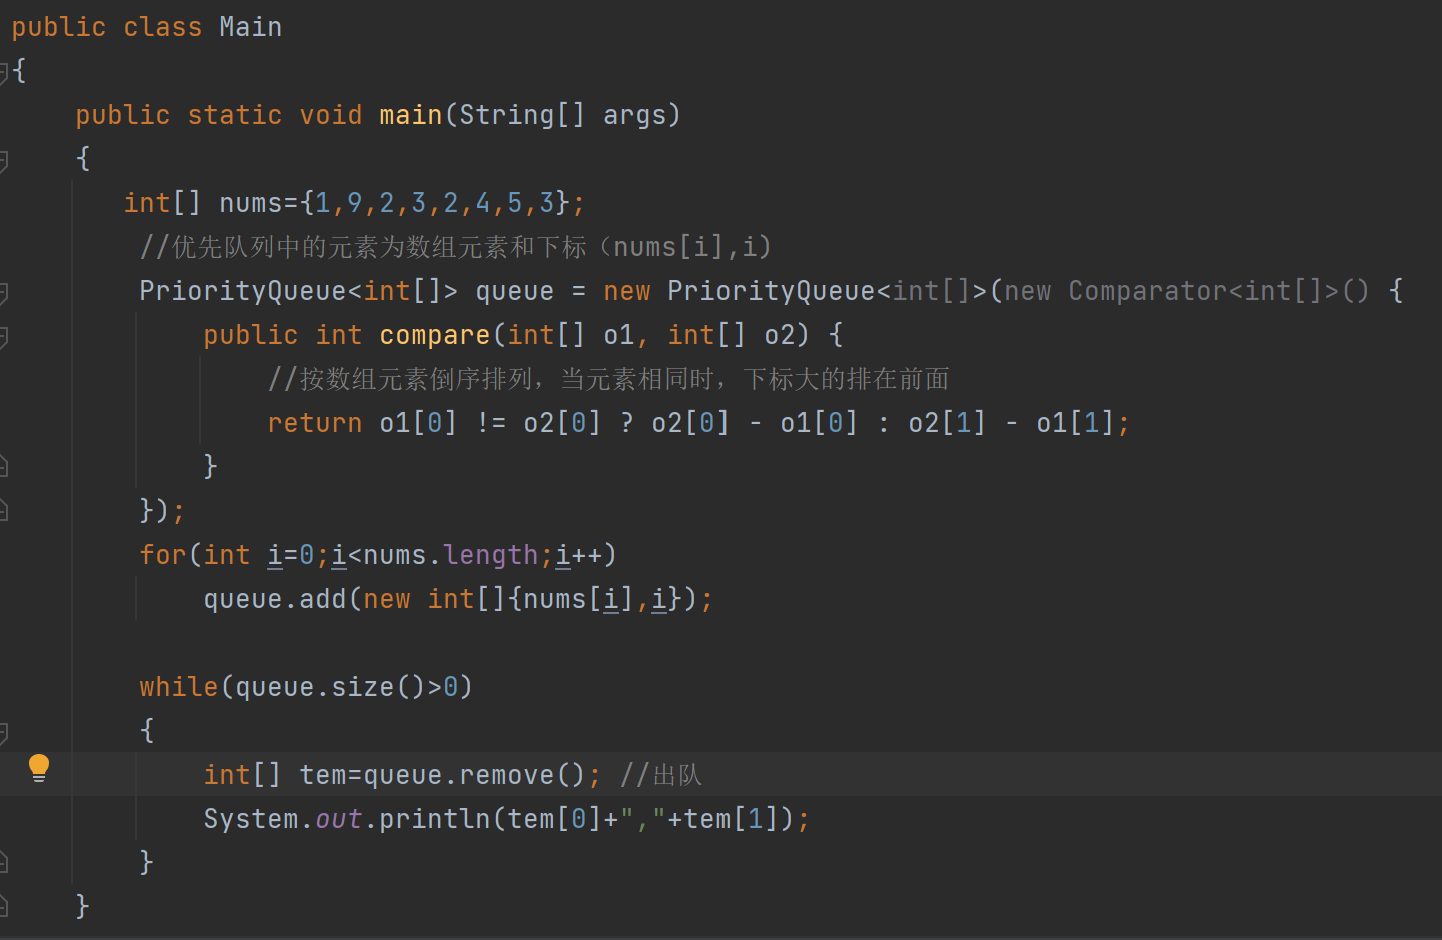 public class Main
{
public static void main(String[] args)
{
int[] nums={1,9,2,3,2,4,5,3};
//优先队列中的元素为数组元素和下标（nums[i],i)
PriorityQueue<int[]> queue = new PriorityQueue<int[]>(new Comparator<int[]>() {
public int compare(int[] o1, int[] o2) {
//按数组元素倒序排列，当元素相同时，下标大的排在前面
return o1[0] != o2[0] ? o2[0] - o1[0] : o2[1] - o1[1];
}
});
for(int i=0;i<nums.length;i++)
queue.add(new int[]{nums[i],i});
while(queue.size()>0)
{
int[] tem=queue.remove(); //出队
System.out.println(tem[0]+","+tem[1]);
}
}